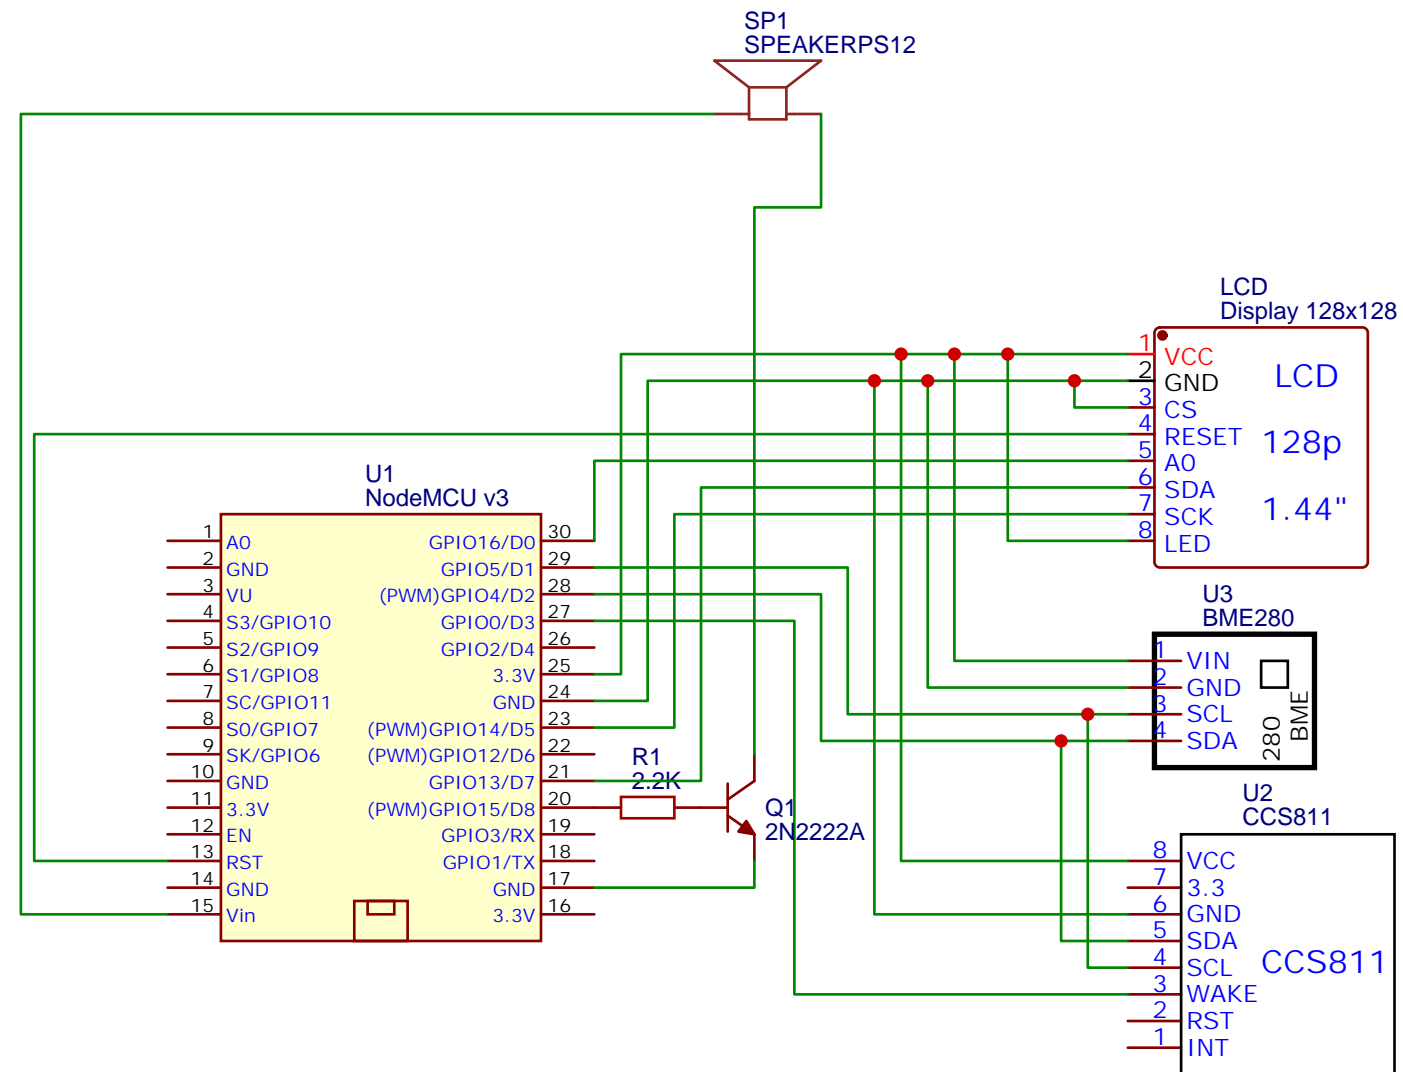 SP1
SPEAKERPS12
LCD
Display 128x128
1 VCC
2 GND
3 CS
4 RESET
5 A0
6 SDA
7 SCK
8 LED
LCD
128p
1.44"
U1
NodeMCU v3
1 A0
2 GND
3 VU
4 S3/GPIO10
5 S2/GPIO9
6 S1/GPIO8
7 SC/GPIO11
8 S0/GPIO7
9 SK/GPIO6
10 GND
11 3.3V
12 EN
13 RST
14 GND
15 Vin
GPIO16/D0 30
GPIO5/D1 29
(PWM)GPIO4/D2 28
GPIO0/D3 27
GPIO2/D4 26
3.3V 25
GND 24
(PWM)GPIO14/D5 23
(PWM)GPIO12/D6 22
GPIO13/D7 21
(PWM)GPIO15/D8 20
GPIO3/RX 19
GPIO1/TX 18
GND 17
3.3V 16
R1
2.2K
Q1
2N2222A
U3
BME280
1 VIN
2 GND
3 SCL
4 SDA
280
BME
U2
CCS811
8 VCC
7 3.3
6 GND
5 SDA
4 SCL
3 WAKE
2 RST
1 INT
CCS811